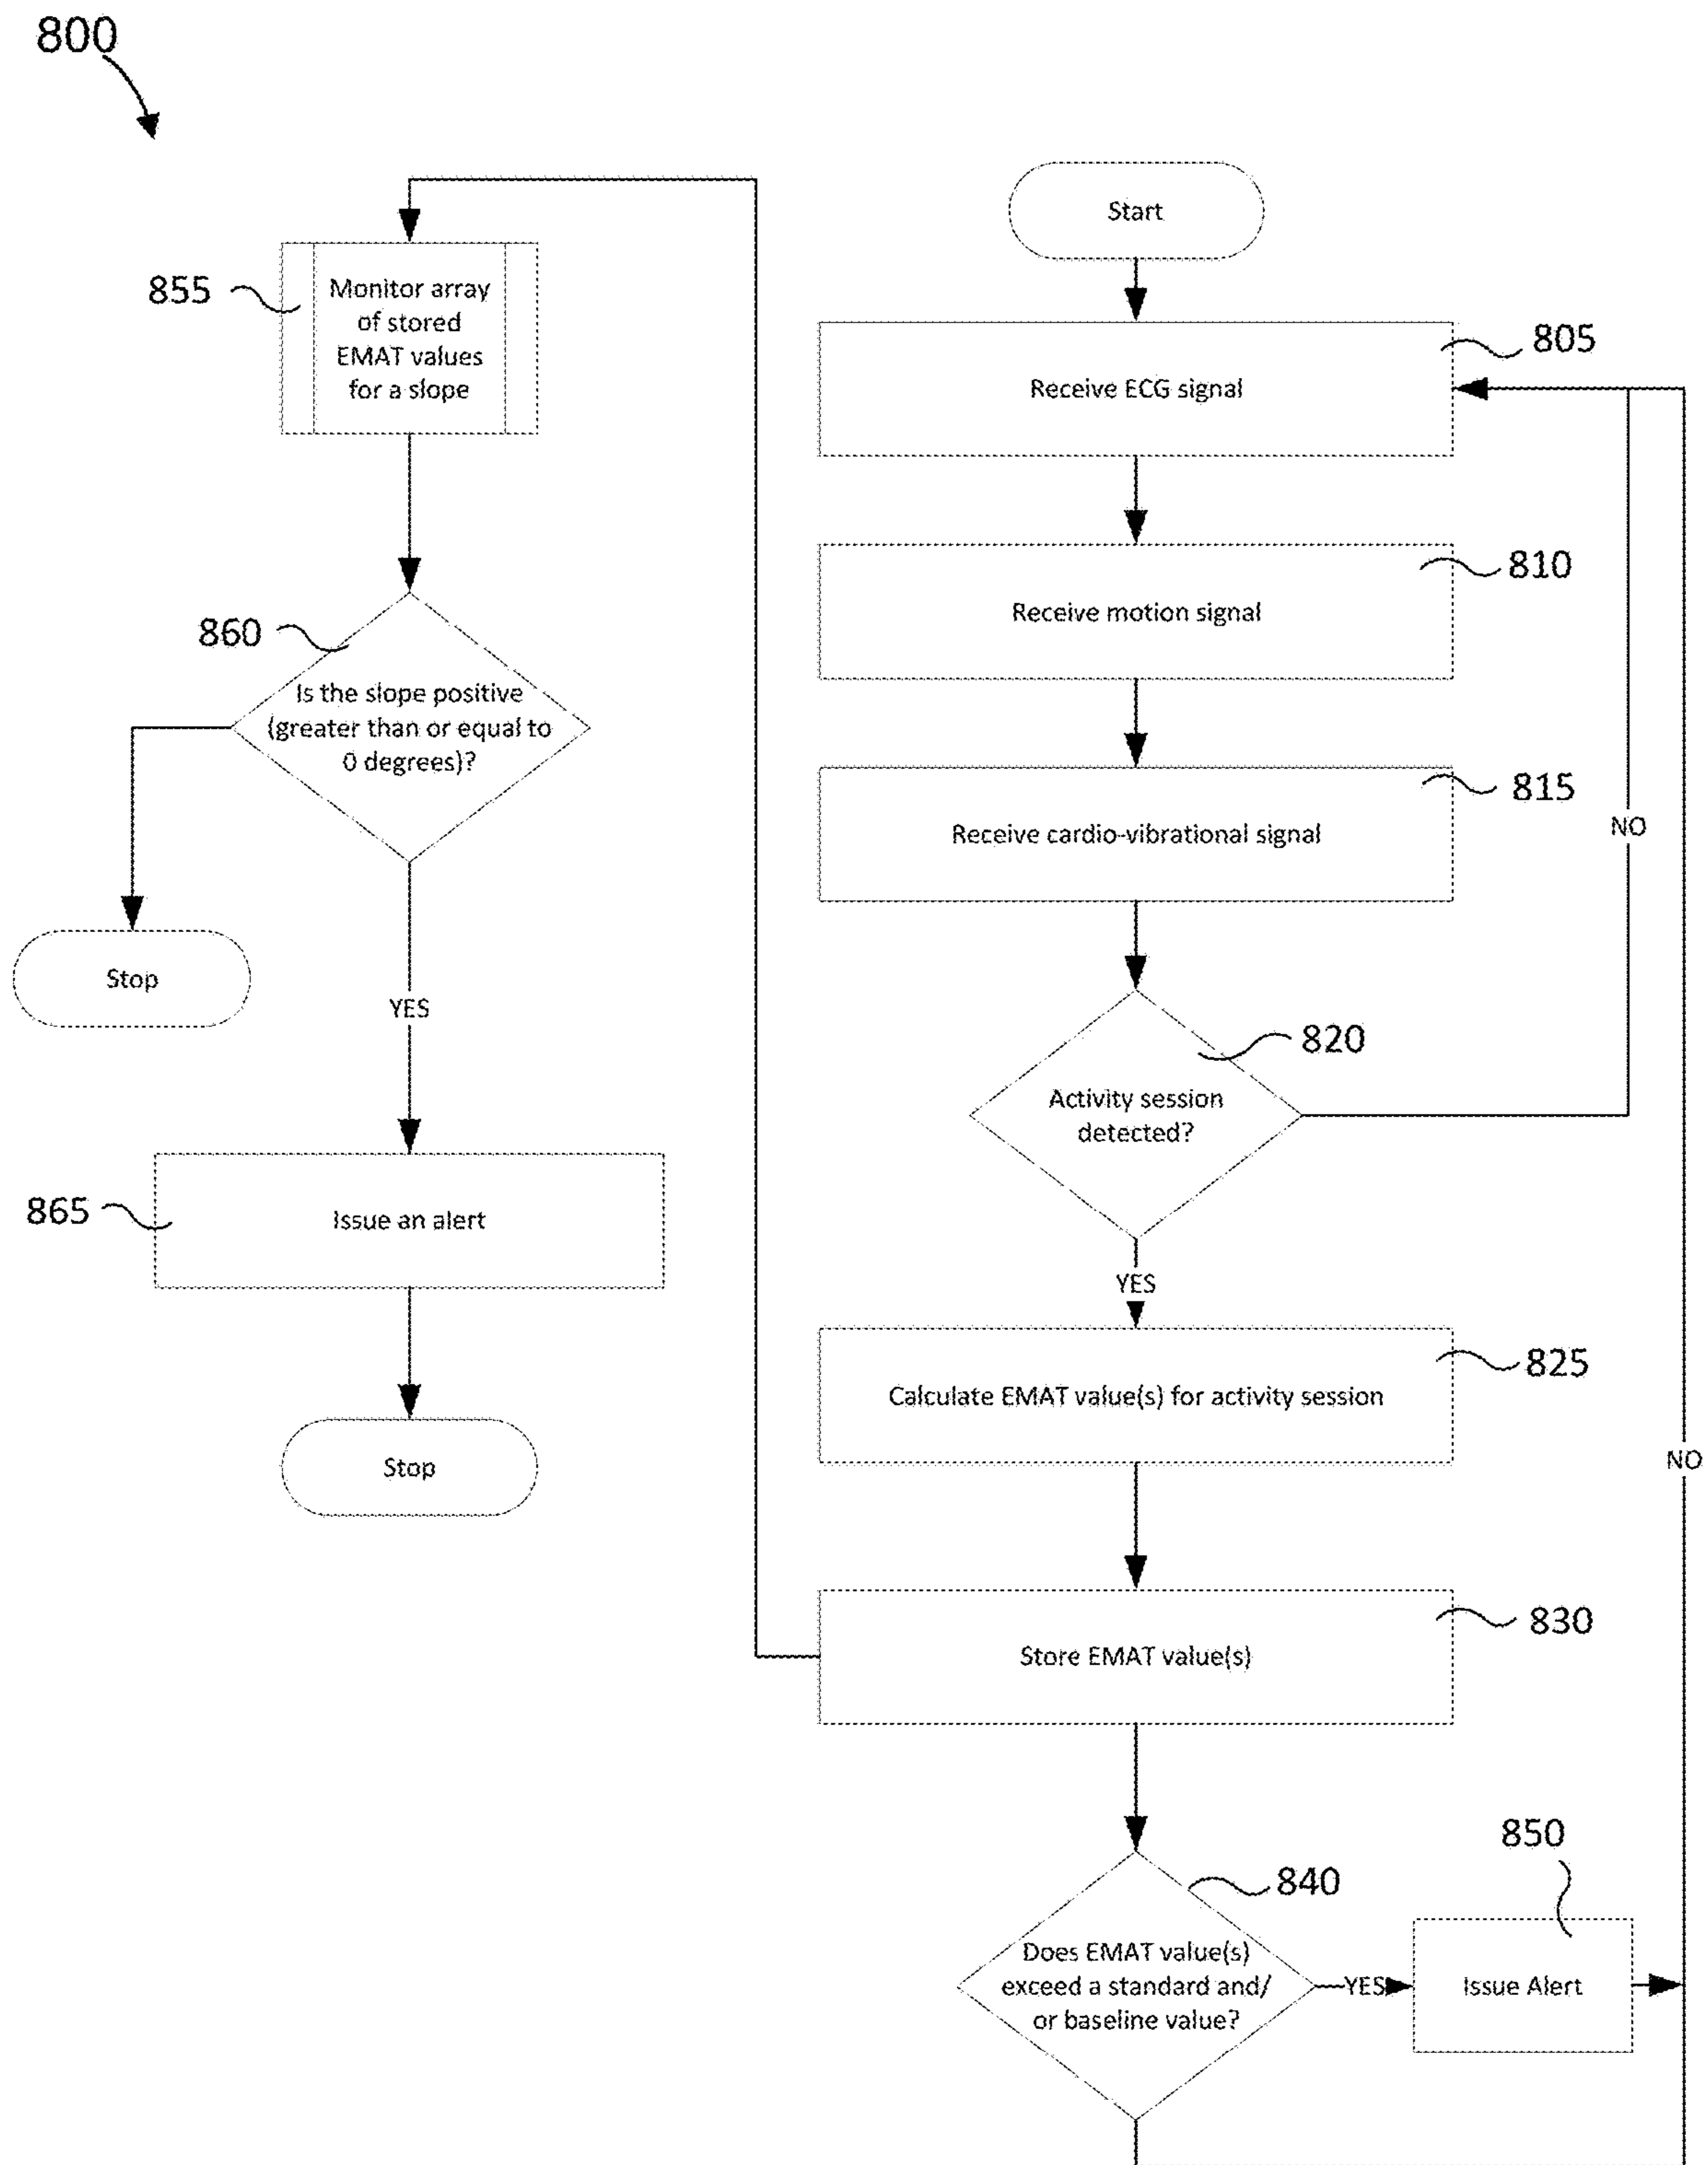 800
Start
805
Receive ECG signal
810
Receive motion signal
815
Receive cardio-vibrational signal
NO
820
Activity session
detected?
YES
825
Calculate EMAT value(s) for activity session
NO
830
Store EMAT value(s)
840
Does EMAT value(s)
exceed a standard and/
or baseline value?
YES
850
Issue Alert
855
Monitor array
of stored
EMAT values
for a slope
860
Is the slope positive
(greater than or equal to
0 degrees)?
Stop
YES
865
Issue an alert
Stop